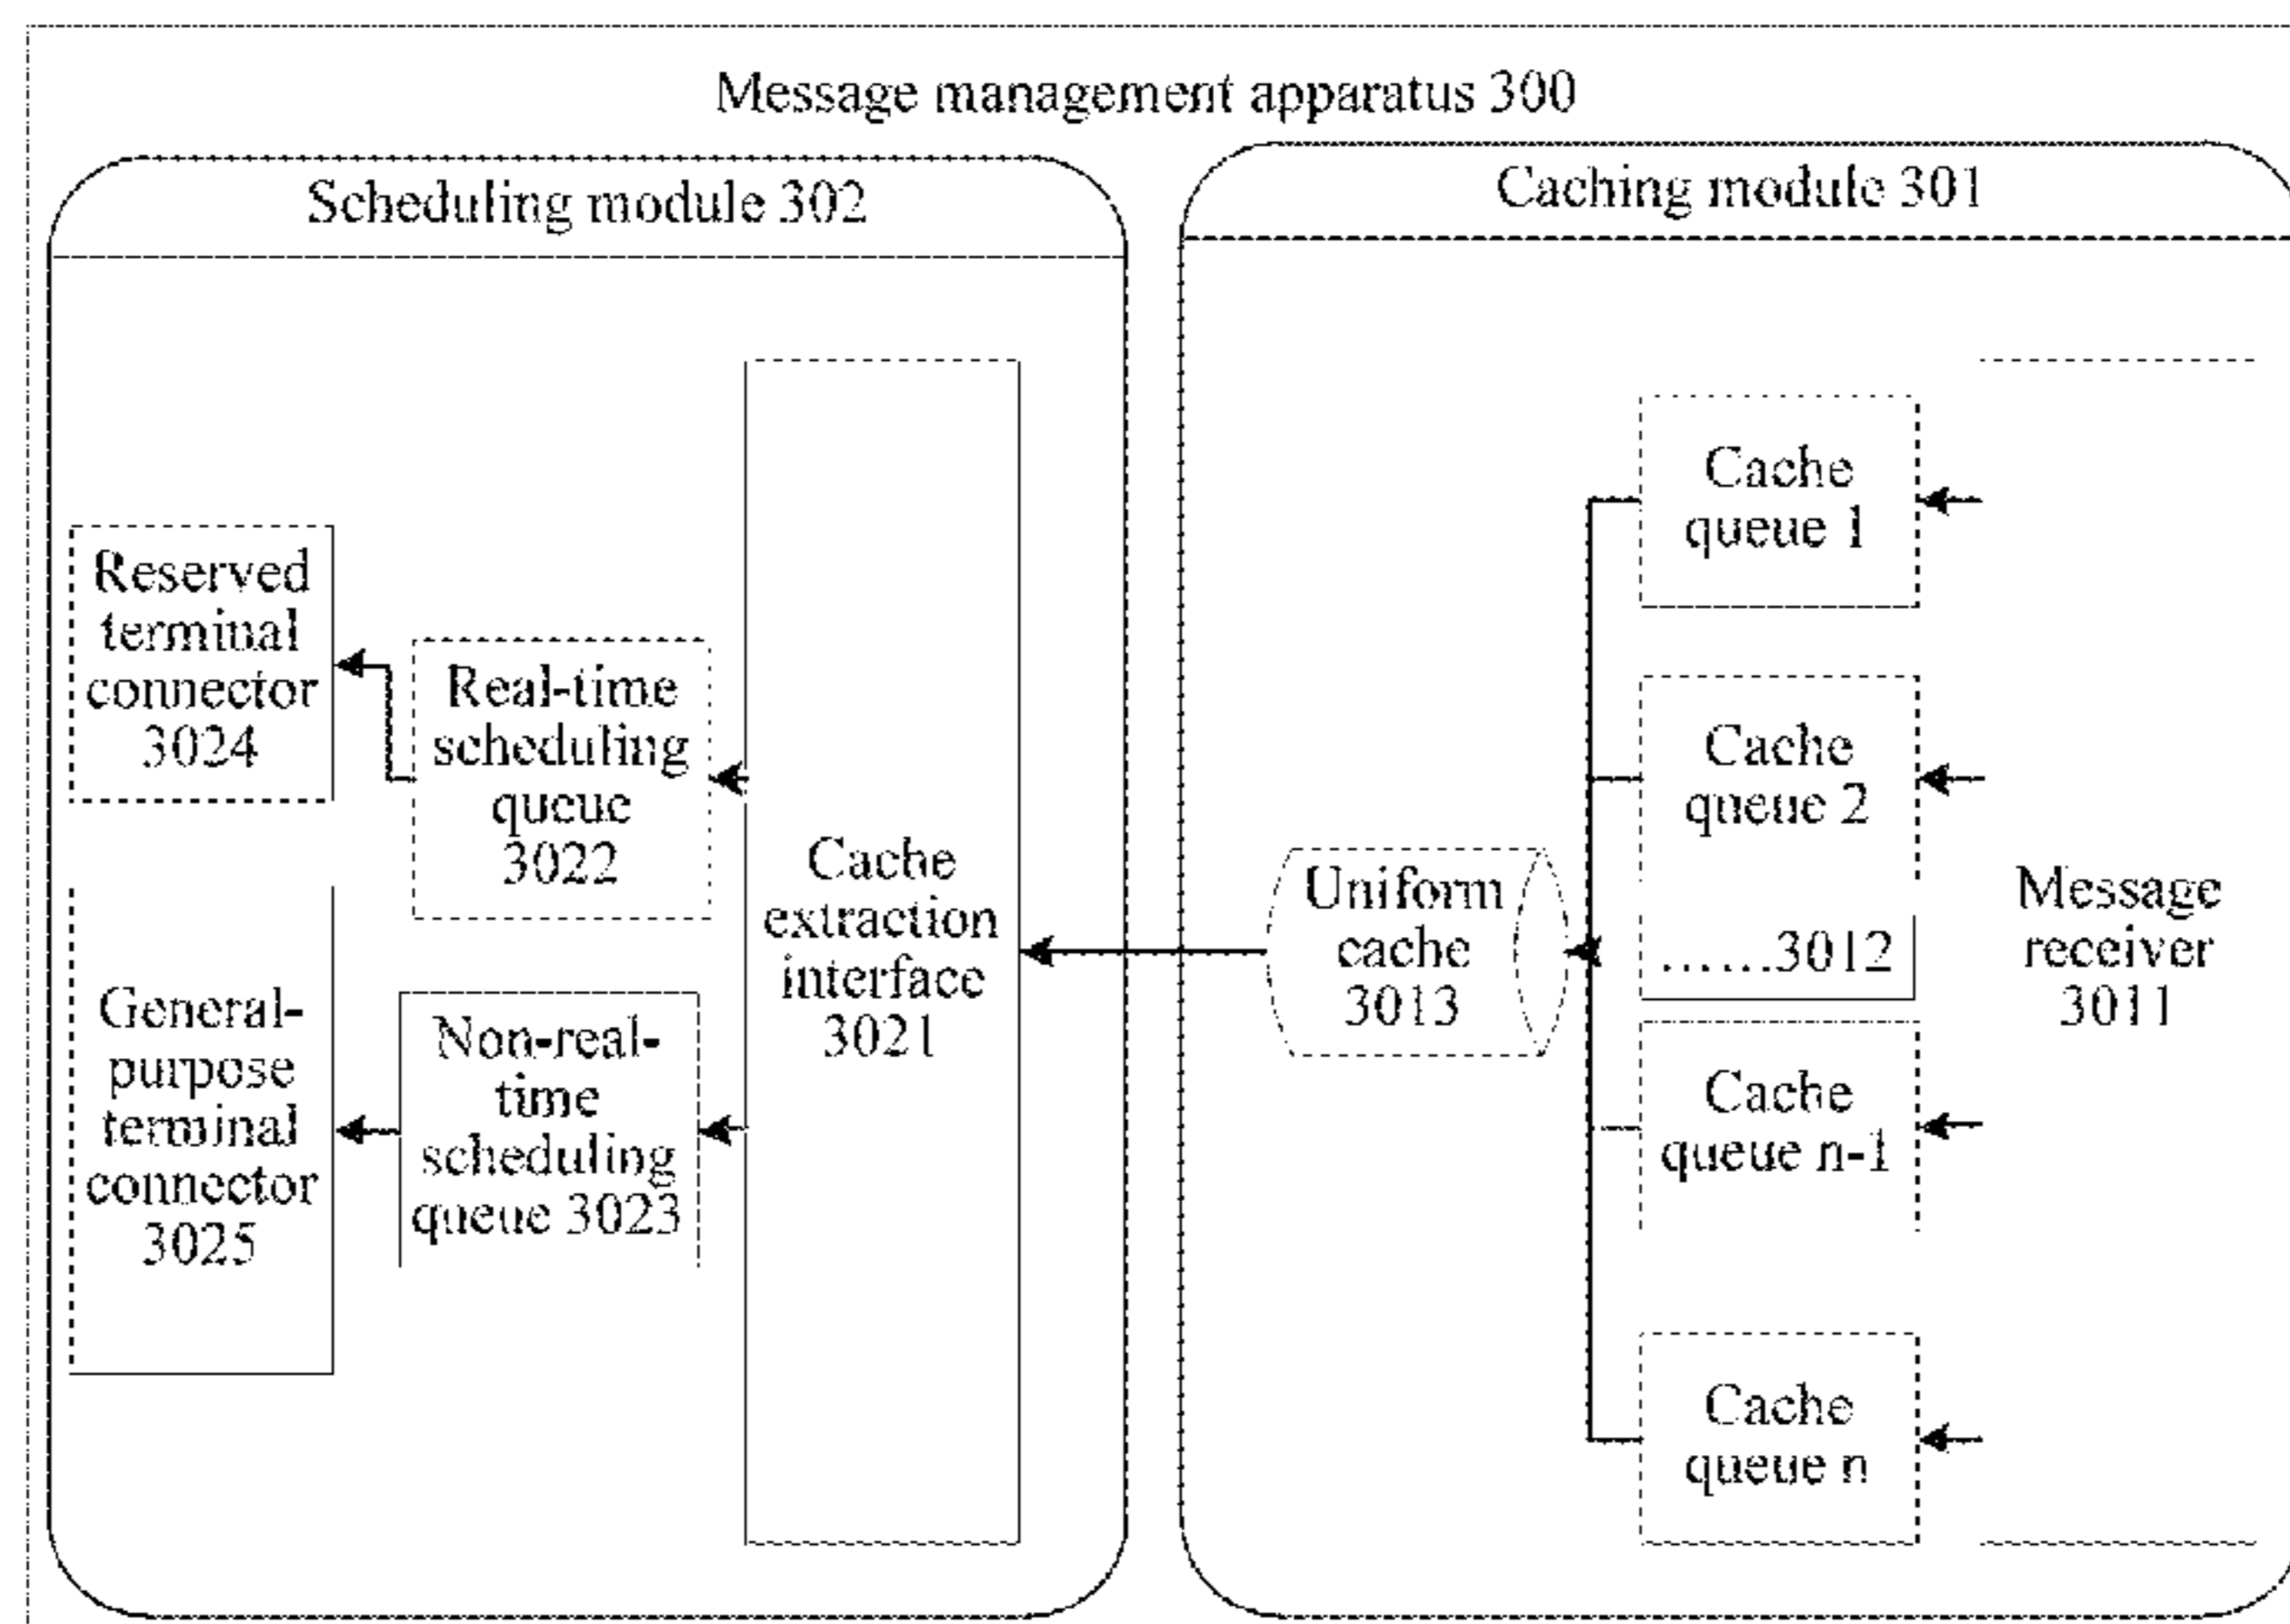 Message management apparatus 300
Scheduling module 302
Reserved
terminal
connector
3024
General-
purpose
terminal
connector
3025
Real-time
scheduling
queue
3022
Non-real-
time
scheduling
queue 3023
Cache
extraction
interface
3021
Caching module 301
Uniform
cache
3013
Cache
queue 1
Cache
queue 2
......3012
Cache
queue n-1
Cache
queue n
Message
receiver
3011